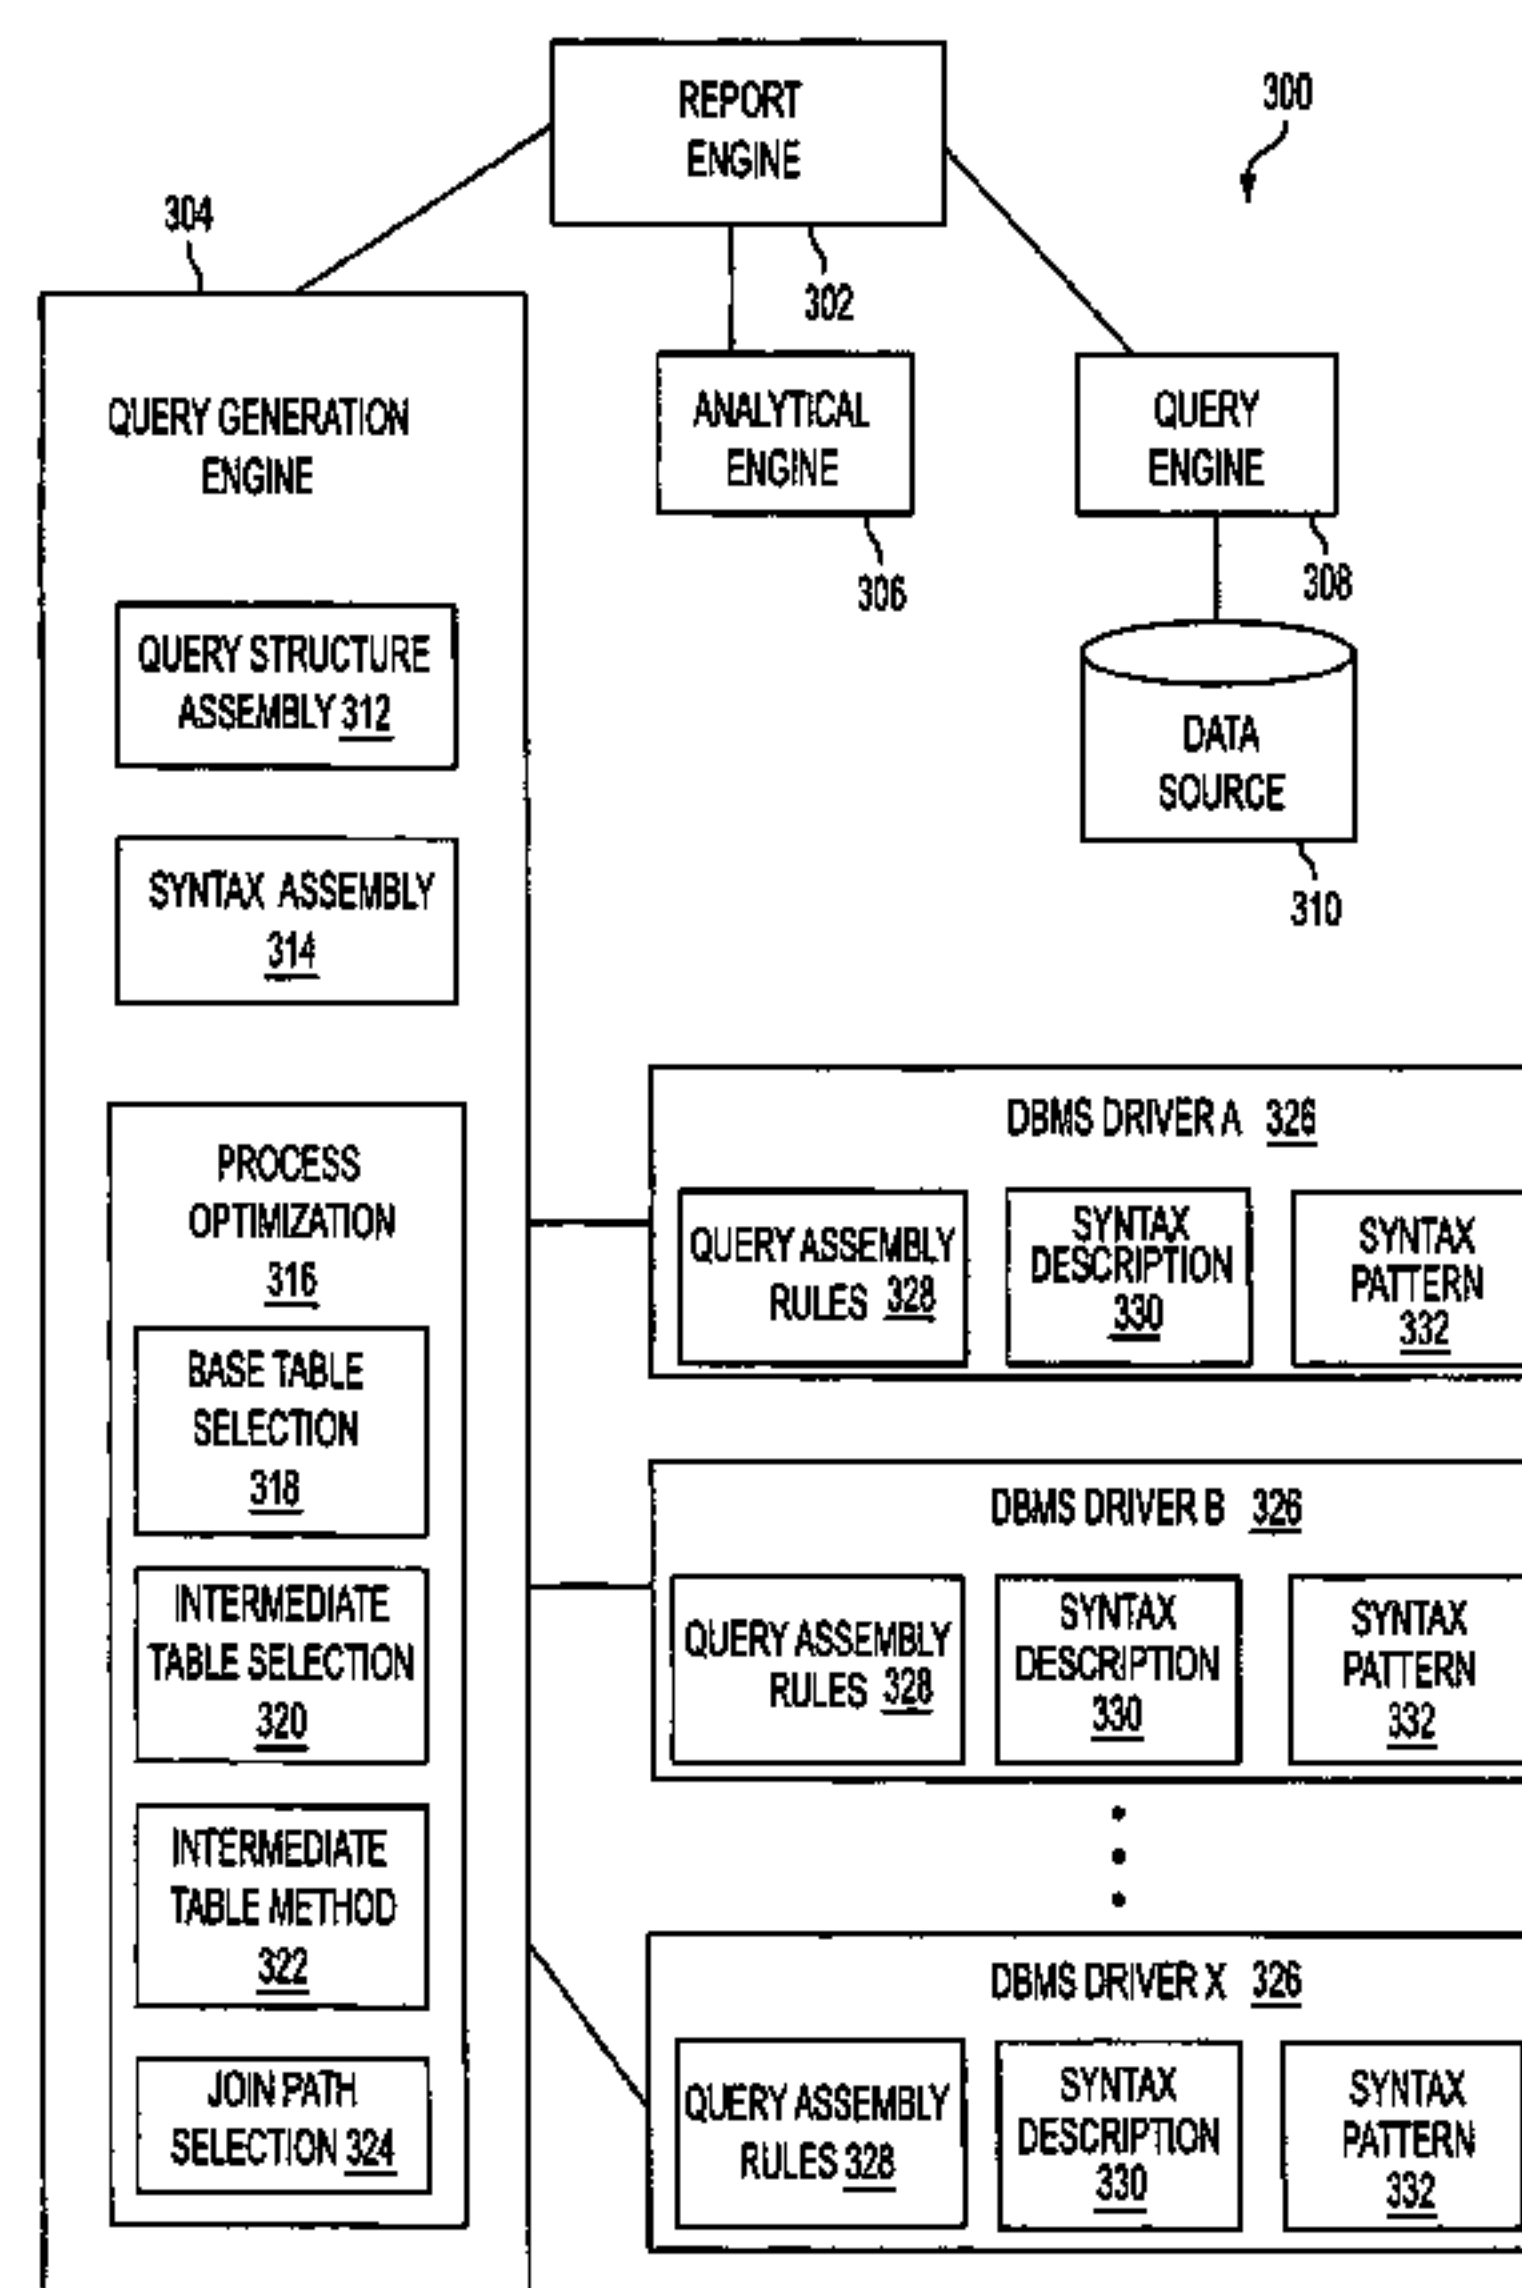 REPORT
ENGINE
300
304
302
QUERY GENERATION
ENGINE
ANALYTICAL
ENGINE
306
QUERY
ENGINE
308
DATA
SOURCE
310
QUERY STRUCTURE
ASSEMBLY 312
SYNTAX ASSEMBLY
314
PROCESS
OPTIMIZATION
316
BASE TABLE
SELECTION
318
INTERMEDIATE
TABLE SELECTION
320
INTERMEDIATE
TABLE METHOD
322
JOIN PATH
SELECTION 324
DBMS DRIVER A 326
QUERY ASSEMBLY
RULES 328
SYNTAX
DESCRIPTION
330
SYNTAX
PATTERN
332
DBMS DRIVER B 326
QUERY ASSEMBLY
RULES 328
SYNTAX
DESCRIPTION
330
SYNTAX
PATTERN
332
DBMS DRIVER X 326
QUERY ASSEMBLY
RULES 328
SYNTAX
DESCRIPTION
330
SYNTAX
PATTERN
332